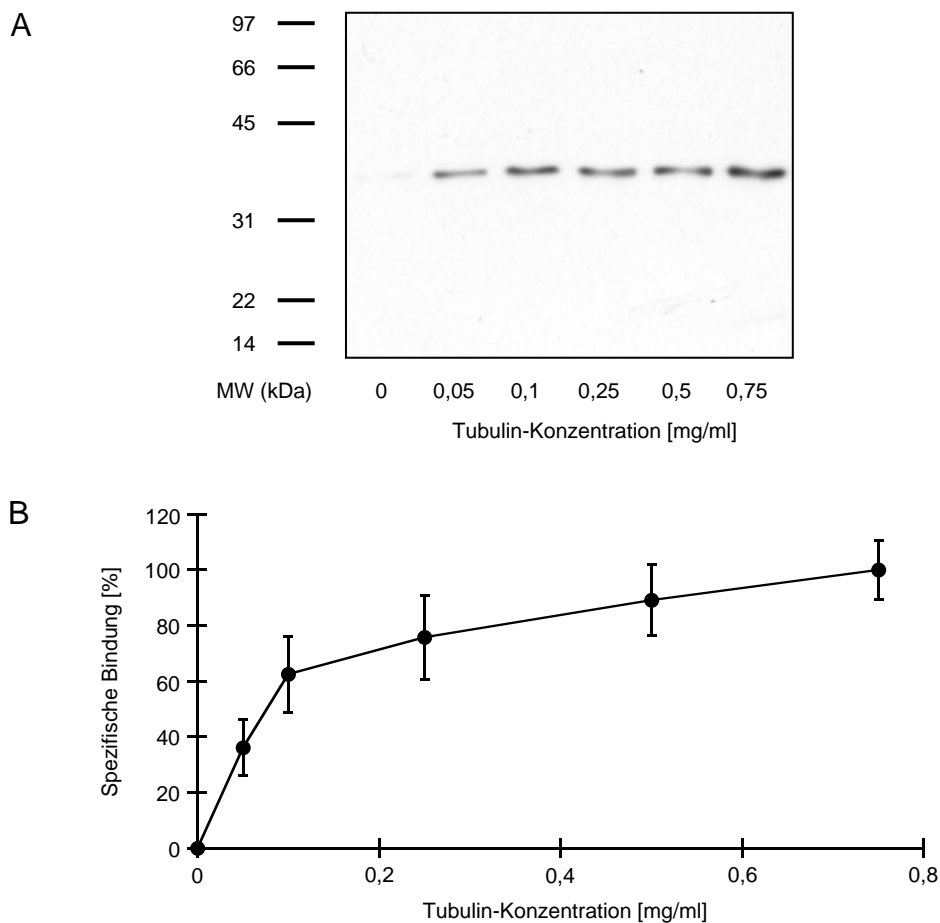 A
97
66
45
31
22
14
MW (kDa)
0 0,05 0,1 0,25 0,5 0,75
Tubulin-Konzentration [mg/ml]
B
Spezifische Bindung [%]
120
100
80
60
40
20
0
0 0,2 0,4 0,6 0,8
Tubulin-Konzentration [mg/ml]